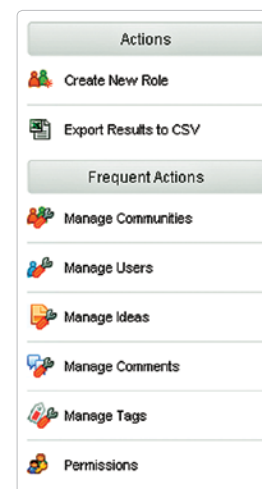 Actions
Create New Role
Export Results to CSV
Frequent Actions
Manage Communities
Manage Users
Manage Ideas
Manage Comments
Manage Tags
Permissions